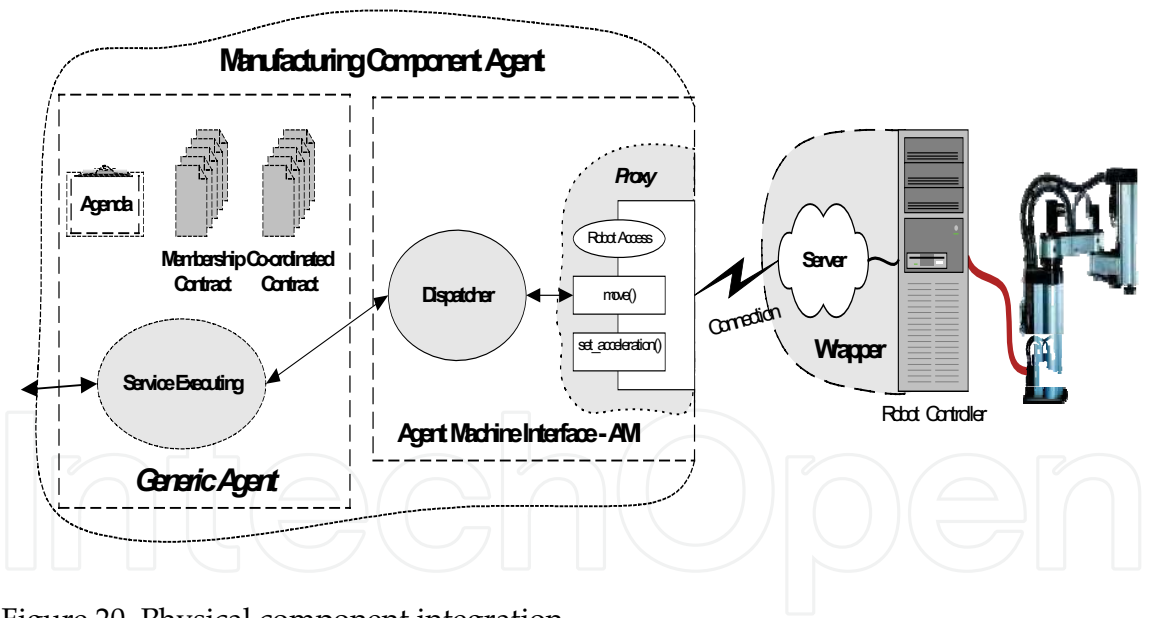 Manufacturing Component Agent
Agenda
Membership
Contract
Co-ordinated
Contract
Service Executing
Generic Agent
Dispatcher
Proxy
Robot Access
move()
set_acceleration()
Agent Machine Interface - AM
Connection
Server
Wrapper
Robot Controller
IntechOpen
Figure 20. Physical component integration